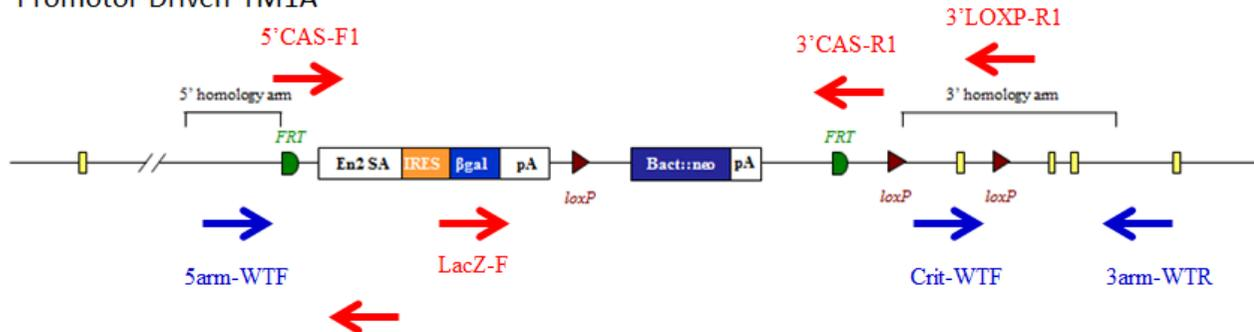 Promotor Driven TM1A
3'LOXP-R1
5'CAS-F1
3'CAS-R1
5' homology arm
3' homology arm
FRT
FRT
En2 SA IRES βgal pA
Bact::neo pA
loxP
loxP
loxP
5arm-WTF
LacZ-F
Crit-WTF
3arm-WTR